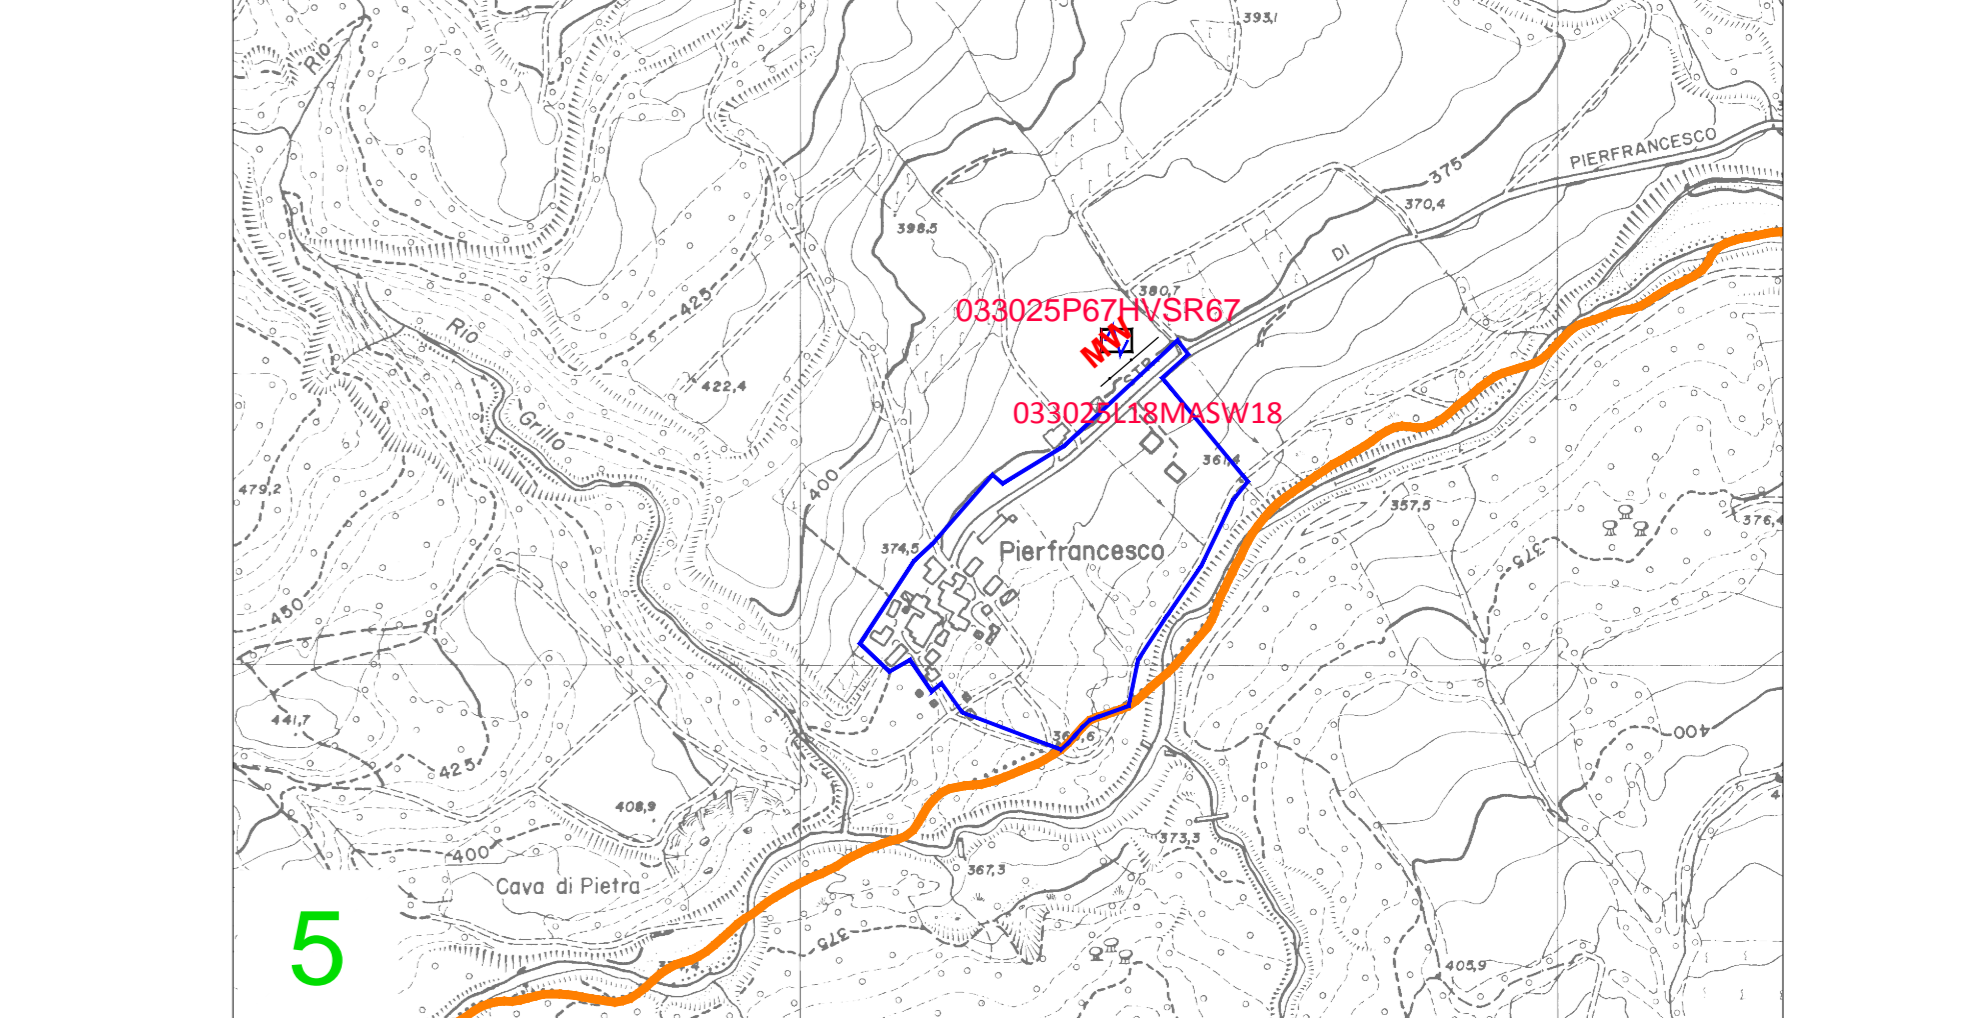 393,1
Rio
PIERFRANCESCO
375
370,4
398,5
DI
425
380,7
033025P67HVSR67
Rio
MW
STR
422,4
033025L18MASW18
Grillo
361,4
400
479,2
357,5
376,4
374,5
Pierfrancesco
375
450
441,7
400
425
408,9
373,3
400
367,3
Cava di Pietra
375
405,9
5